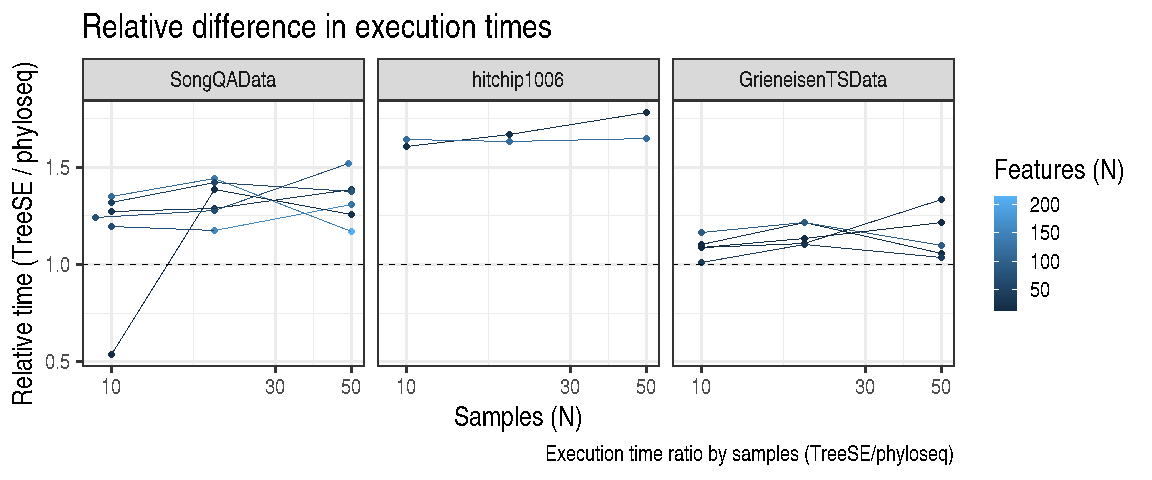 Relative difference in execution times
SongQAData
hitchip1006
GrieneisenTSData
Relative time (TreeSE / phyloseq)
1.5
1.0
0.5
10
30
50
10
30
50
10
30
50
Samples (N)
Execution time ratio by samples (TreeSE/phyloseq)
Features (N)
200
150
100
50